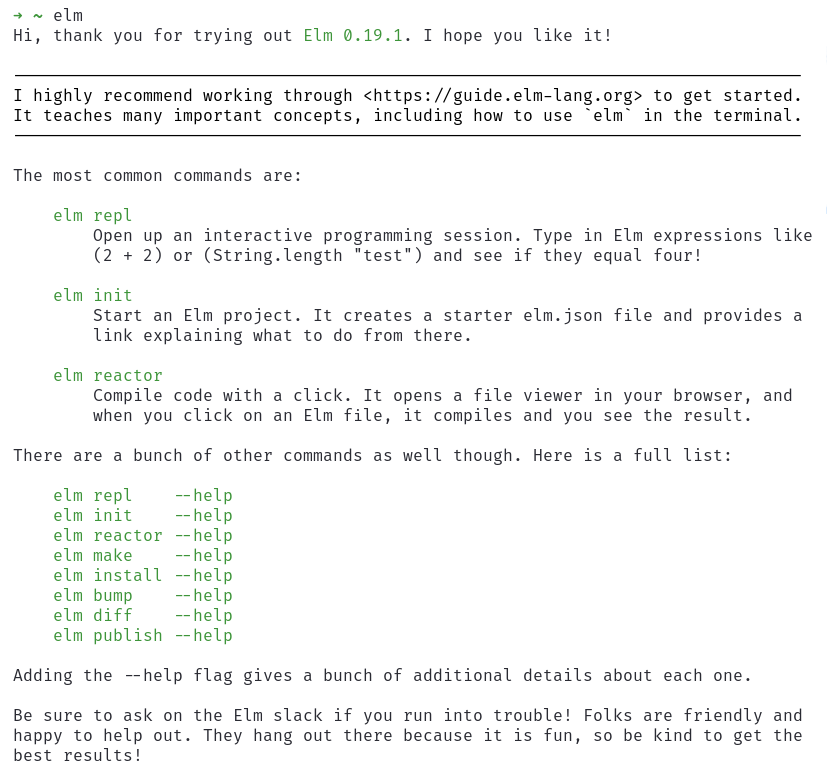 → ~ elm
Hi, thank you for trying out Elm 0.19.1. I hope you like it!
-------------------------------------------------------------------------------
I highly recommend working through <https://guide.elm-lang.org> to get started.
It teaches many important concepts, including how to use `elm` in the terminal.
-------------------------------------------------------------------------------
The most common commands are:
elm repl
Open up an interactive programming session. Type in Elm expressions like
(2 + 2) or (String.length "test") and see if they equal four!
elm init
Start an Elm project. It creates a starter elm.json file and provides a
link explaining what to do from there.
elm reactor
Compile code with a click. It opens a file viewer in your browser, and
when you click on an Elm file, it compiles and you see the result.
There are a bunch of other commands as well though. Here is a full list:
elm repl    --help
elm init    --help
elm reactor --help
elm make    --help
elm install --help
elm bump    --help
elm diff    --help
elm publish --help
Adding the --help flag gives a bunch of additional details about each one.
Be sure to ask on the Elm slack if you run into trouble! Folks are friendly and
happy to help out. They hang out there because it is fun, so be kind to get the
best results!